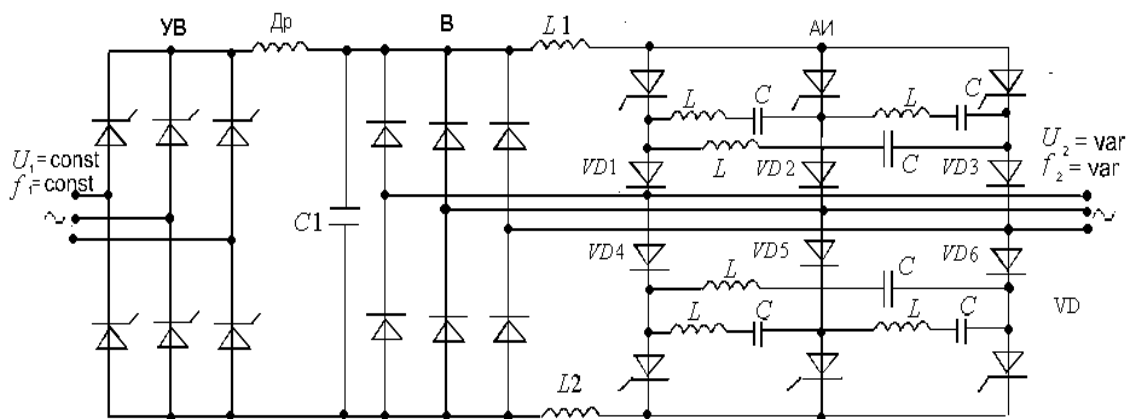 УВ
Др
В
L1
АИ
L
C
L
C
L
C
U₁ = const
f₁ = const
~
C1
VD1
VD2
VD3
U₂ = var
f₂ = var
~
VD4
VD5
VD6
L
C
VD
L
C
L
C
L2